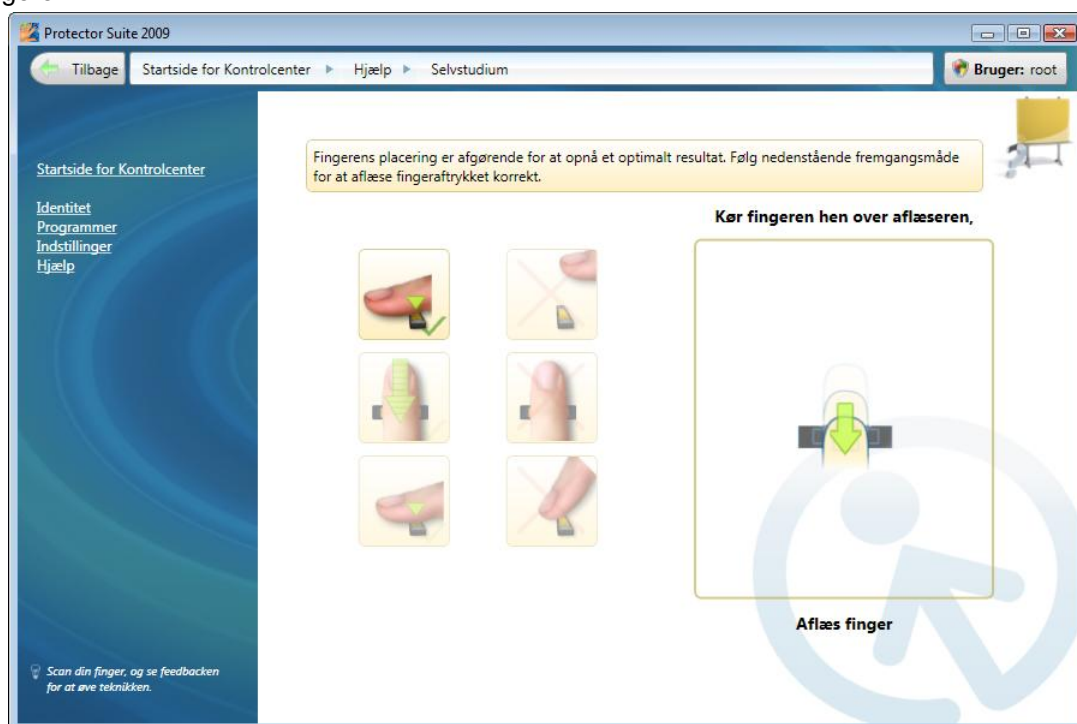 Protector Suite 2009
Tilbage
Startside for Kontrolcenter
Hjælp
Selvstudium
Bruger: root
Startside for Kontrolcenter
Identitet
Programmer
Indstillinger
Hjælp
Fingerens placering er afgørende for at opnå et optimalt resultat. Følg nedenstående fremgangsmåde
for at aflæse fingeraftrykket korrekt.
Kør fingeren hen over aflæseren,
Aflæs finger
Scan din finger, og se feedbacken
for at øve teknikken.